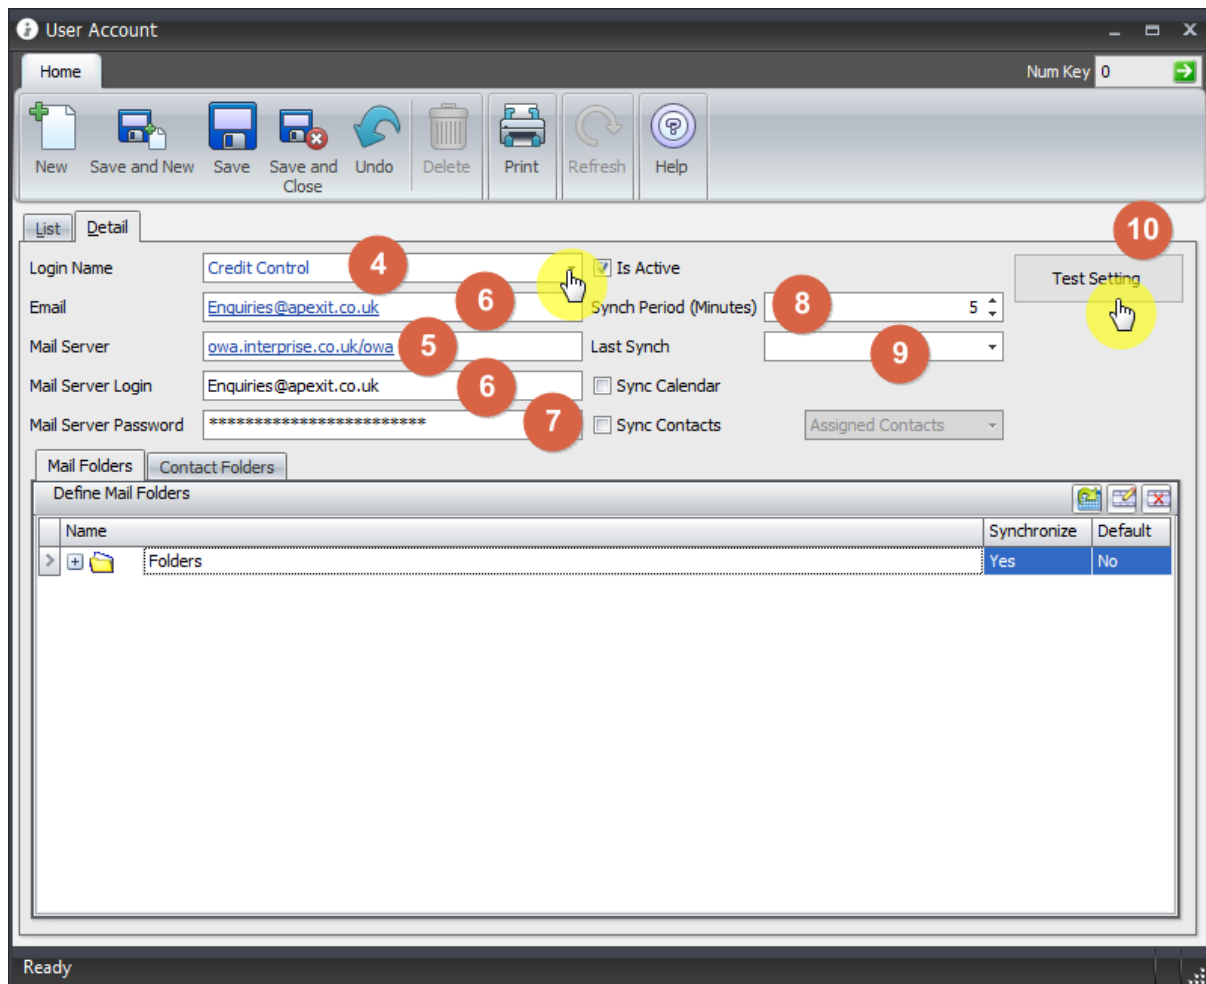 User Account
Home
Num Key 0
New
Save and New
Save
Save and Close
Undo
Delete
Print
Refresh
Help
List
Detail
10
Login Name
Credit Control
4
Is Active
Test Setting
Email
Enquiries@apexit.co.uk
6
Synch Period (Minutes)
8
5
Mail Server
owa.interprise.co.uk/owa
5
Last Synch
9
Mail Server Login
Enquiries@apexit.co.uk
6
Sync Calendar
Mail Server Password
************************
7
Sync Contacts
Assigned Contacts
Mail Folders
Contact Folders
Define Mail Folders
Name
Synchronize
Default
Folders
Yes
No
Ready